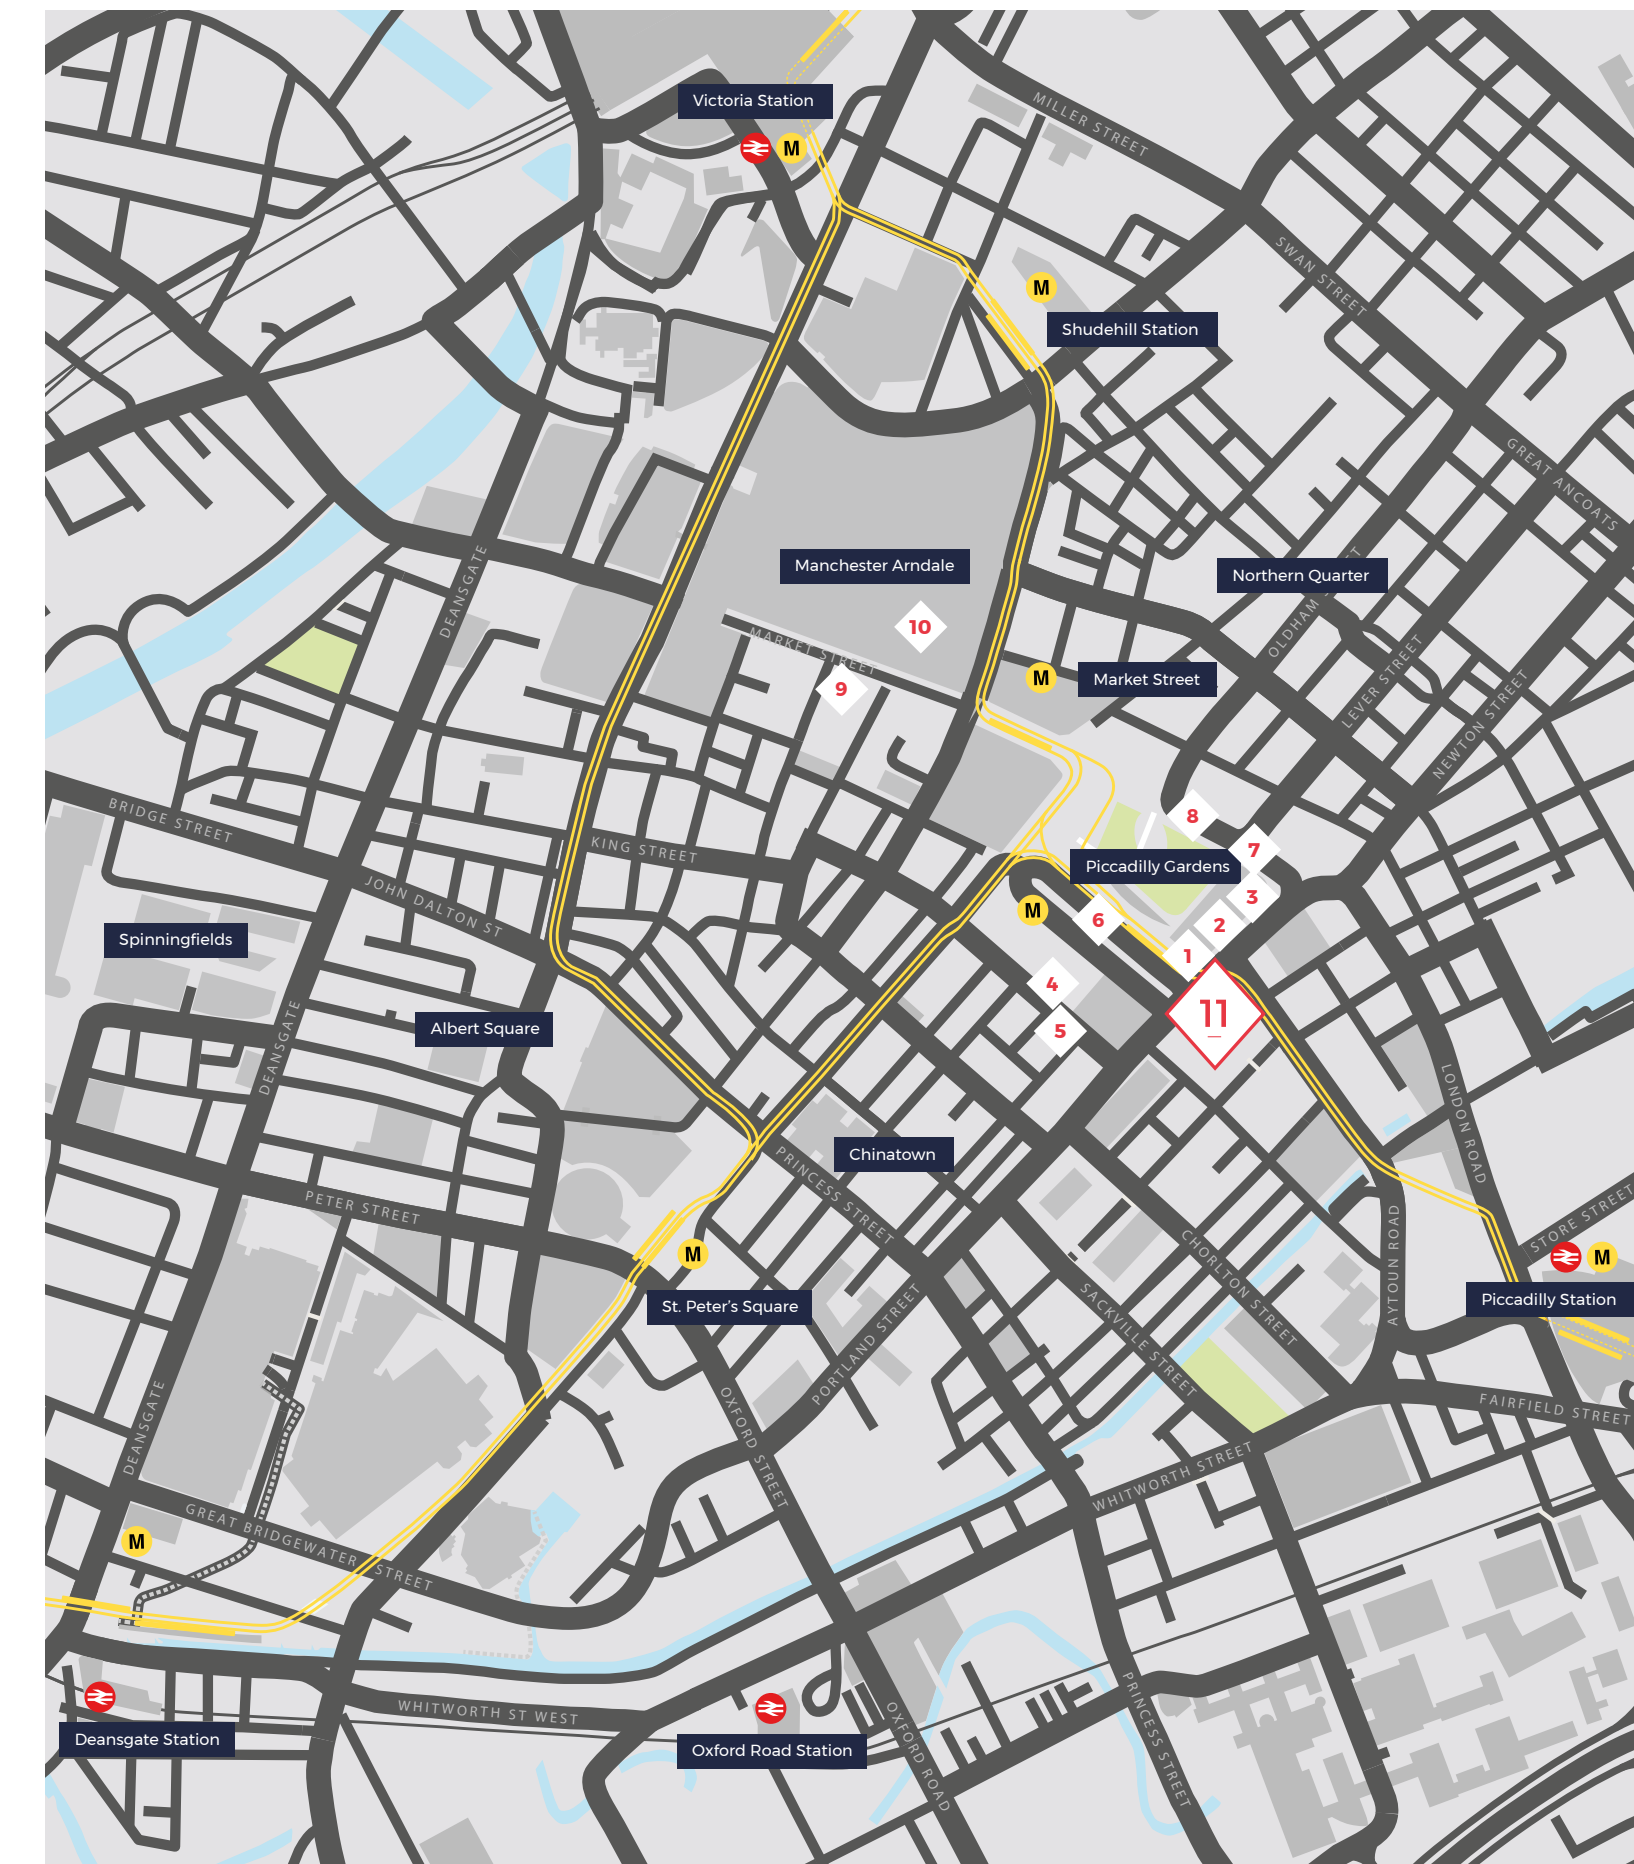 Victoria Station
M
MILLER STREET
SWAN STREET
M
Shudehill Station
GREAT ANCOATS
DEANSGATE
Manchester Arndale
Northern Quarter
OLDHAM
10
MARKET STREET
9
M
Market Street
LEVER STREET
NEWTON STREET
BRIDGE STREET
KING STREET
8
7
Piccadilly Gardens
JOHN DALTON ST
3
M
6
2
Spinningfields
1
4
11
5
Albert Square
DEANSGATE
LONDON ROAD
Chinatown
PRINCESS STREET
PETER STREET
STORE STREET
M
M
CHORLTON STREET
AYTOUN ROAD
Piccadilly Station
St. Peter's Square
SACKVILLE STREET
PORTLAND STREET
DEANSGATE
OXFORD STREET
FAIRFIELD STREET
WHITWORTH STREET
GREAT BRIDGEWATER STREET
M
PRINCESS STREET
WHITWORTH ST WEST
Deansgate Station
Oxford Road Station
OXFORD ROAD